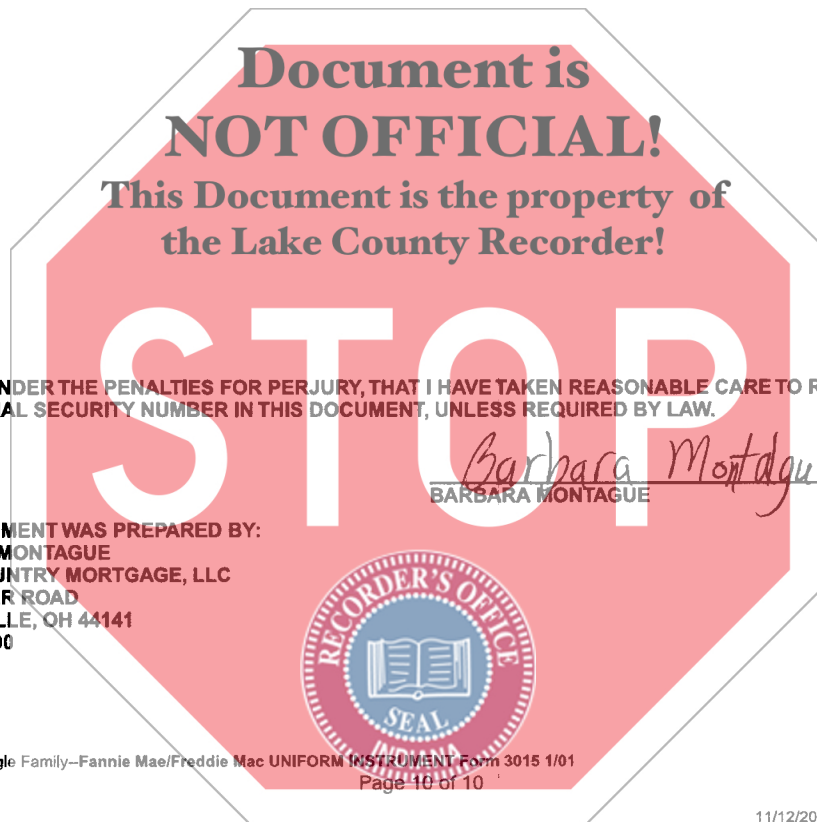 Document is
NOT OFFICIAL!
This Document is the property of
the Lake County Recorder!
STOP
NDER THE PENALTIES FOR PERJURY, THAT I HAVE TAKEN REASONABLE CARE TO R
AL SECURITY NUMBER IN THIS DOCUMENT, UNLESS REQUIRED BY LAW.
Barbara Montagu
BARBARA MONTAGUE
MENT WAS PREPARED BY:
MONTAGUE
NTRY MORTGAGE, LLC
R ROAD
LLE, OH 44141
00
RECORDER'S OFFICE
SEAL
INDIANA
gle Family--Fannie Mae/Freddie Mac UNIFORM INSTRUMENT Form 3015 1/01
Page 10 of 10
11/12/20